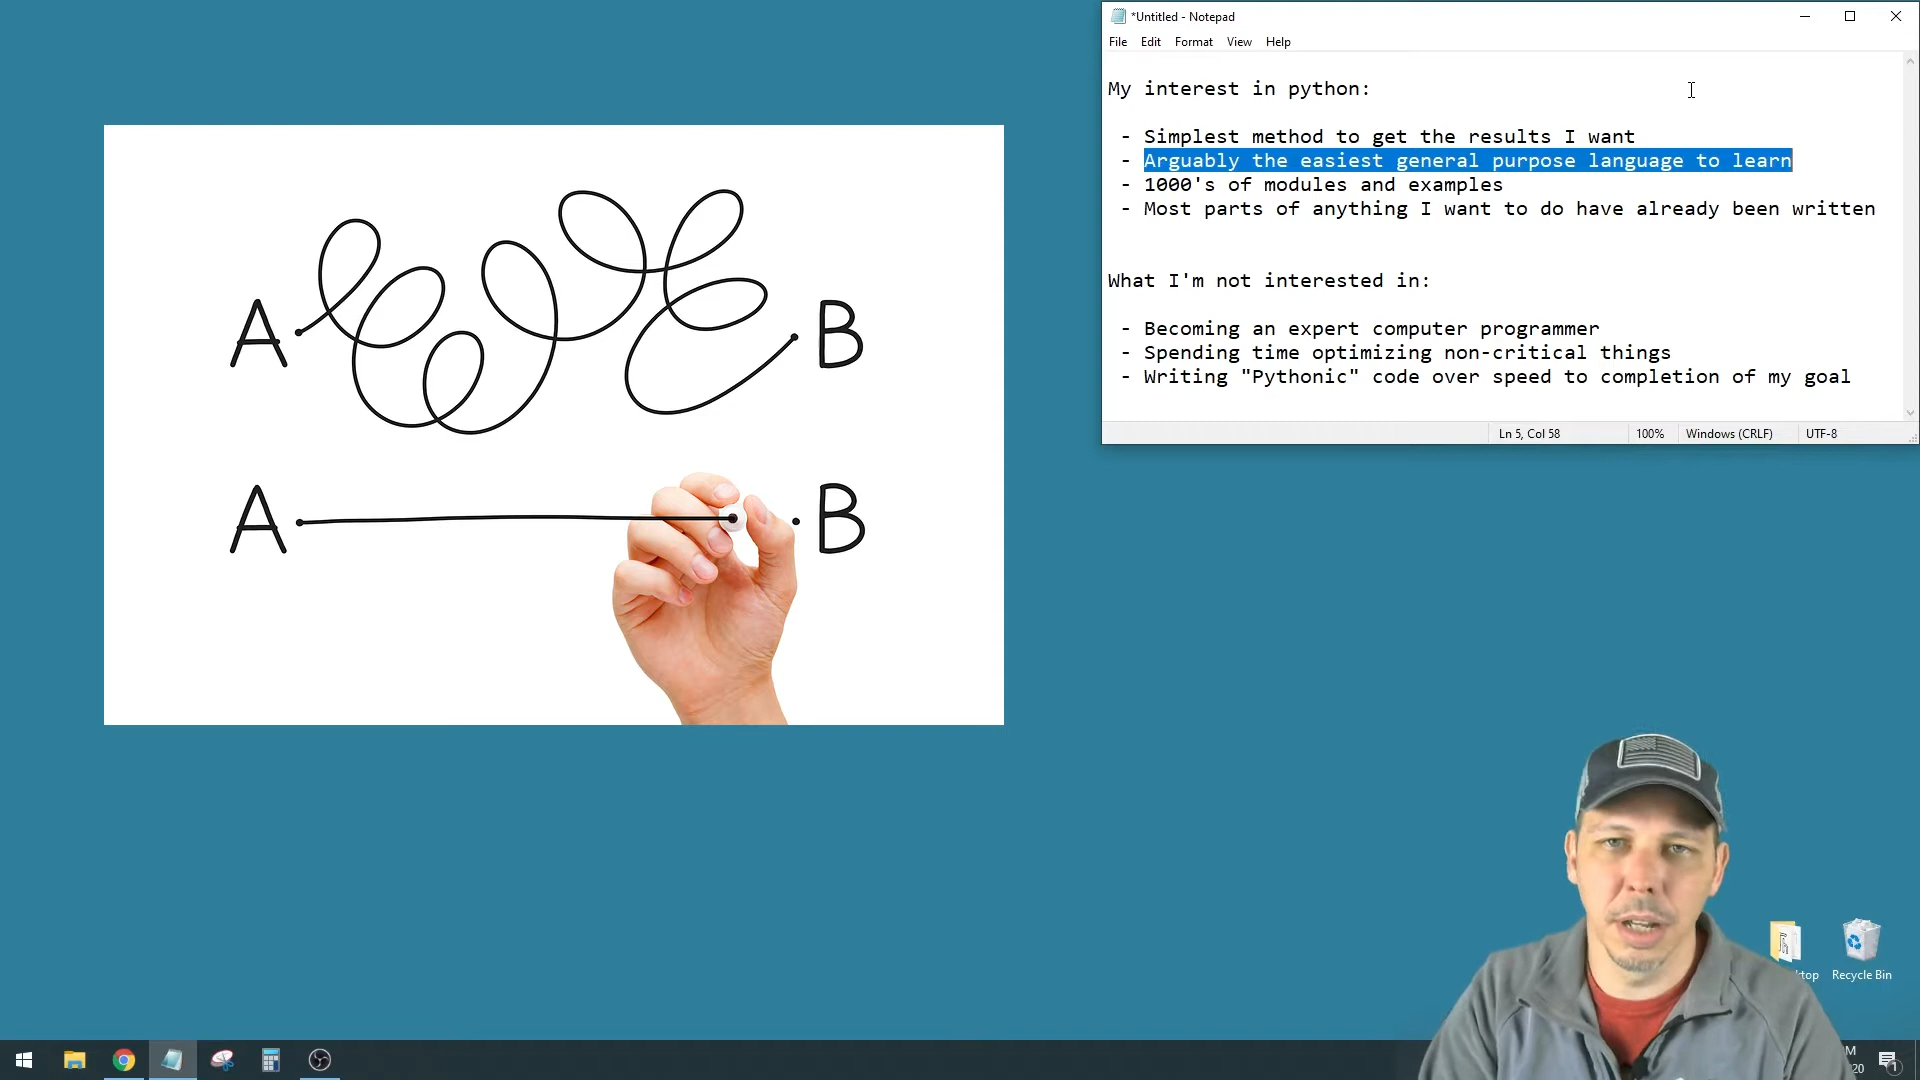 *Untitled - Notepad
File Edit Format View Help
My interest in python:
- Simplest method to get the results I want
- Arguably the easiest general purpose language to learn
- 1000's of modules and examples
- Most parts of anything I want to do have already been written
What I'm not interested in:
- Becoming an expert computer programmer
- Spending time optimizing non-critical things
- Writing "Pythonic" code over speed to completion of my goal
Ln 5, Col 58 100% Windows (CRLF) UTF-8
A B
A B
Recycle Bin
1